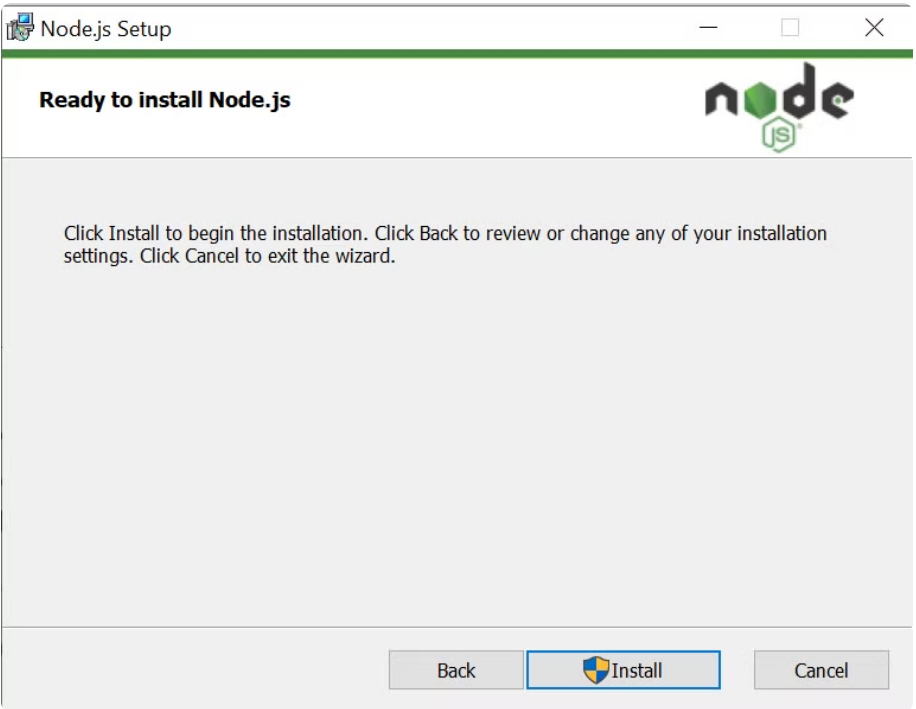 Node.js Setup
Ready to install Node.js
node
JS
Click Install to begin the installation. Click Back to review or change any of your installation
settings. Click Cancel to exit the wizard.
Back
Install
Cancel